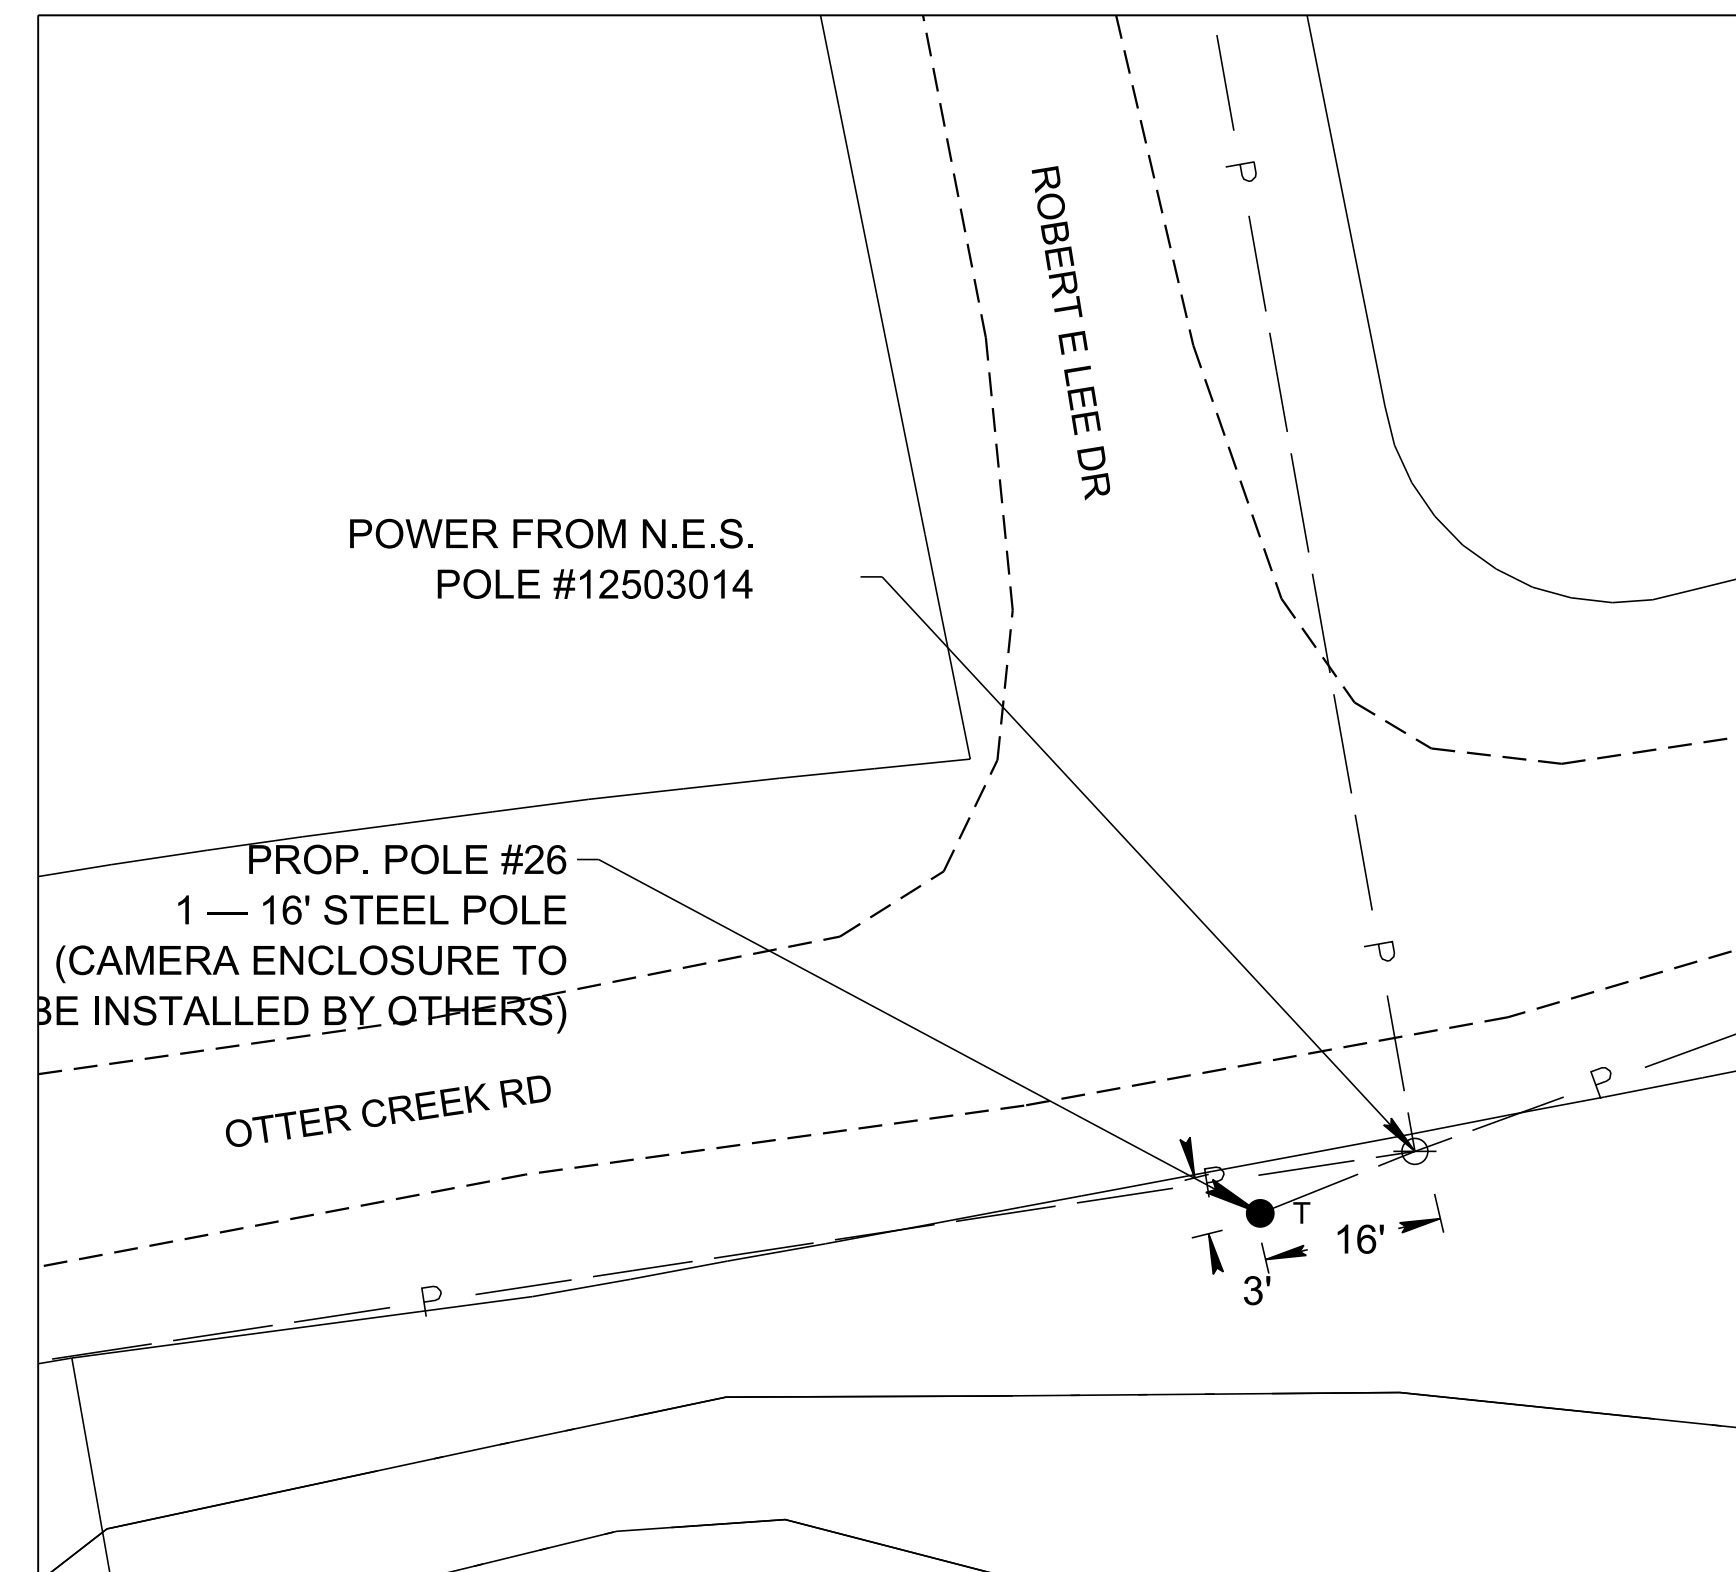 P
ROBERT E LEE DR
POWER FROM N.E.S.
POLE #12503014
PROP. POLE #26
1 — 16' STEEL POLE
(CAMERA ENCLOSURE TO
BE INSTALLED BY OTHERS)
P
P
OTTER CREEK RD
P
T
16'
3'
P